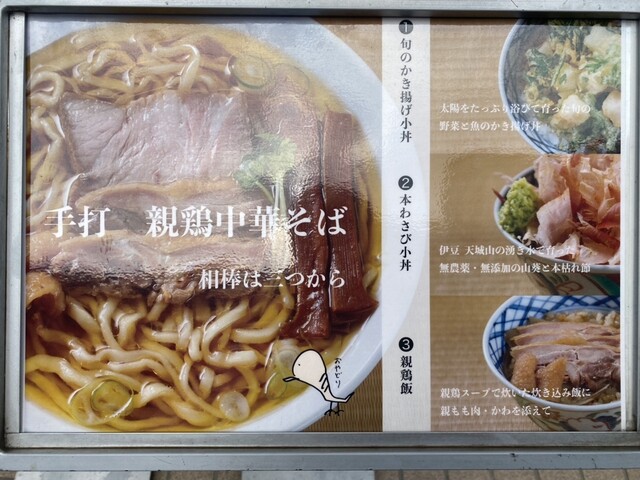 手打 親鶏中華そば
相棒は三つから
おやどり
1 旬のかき揚げ小丼
太陽をたっぷり浴びて育った旬の
野菜と魚のかき揚げ丼
2 本わさび小丼
伊豆 天城山の湧き水で育った
無農薬・無添加の山葵と本枯れ節
3 親鶏飯
親鶏スープで炊いた炊き込み飯に
親もも肉・かわを添えて